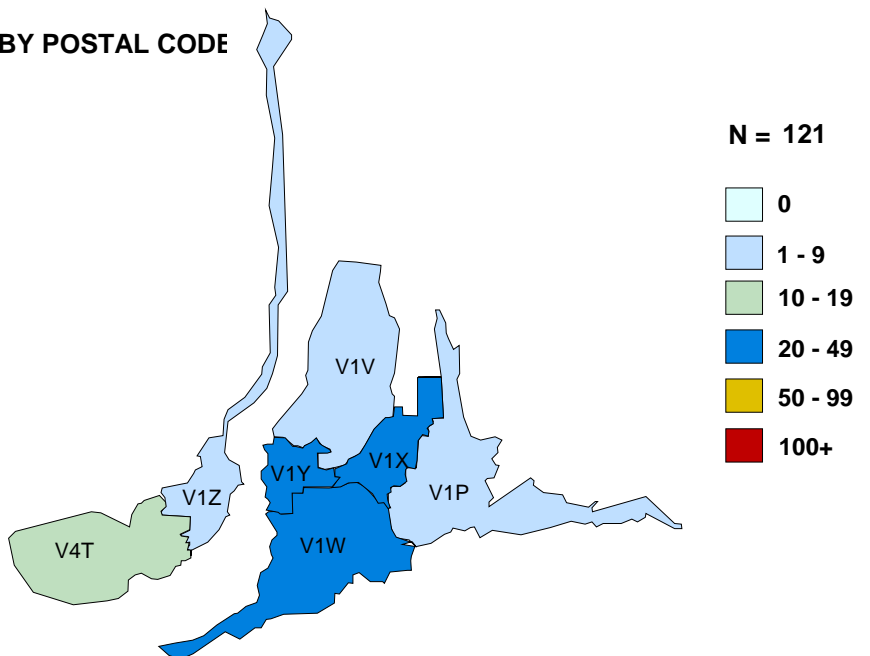 BY POSTAL CODE
N = 121
0
1 - 9
10 - 19
20 - 49
50 - 99
100+
V1V
V1Y
V1X
V1Z
V1P
V1W
V4T